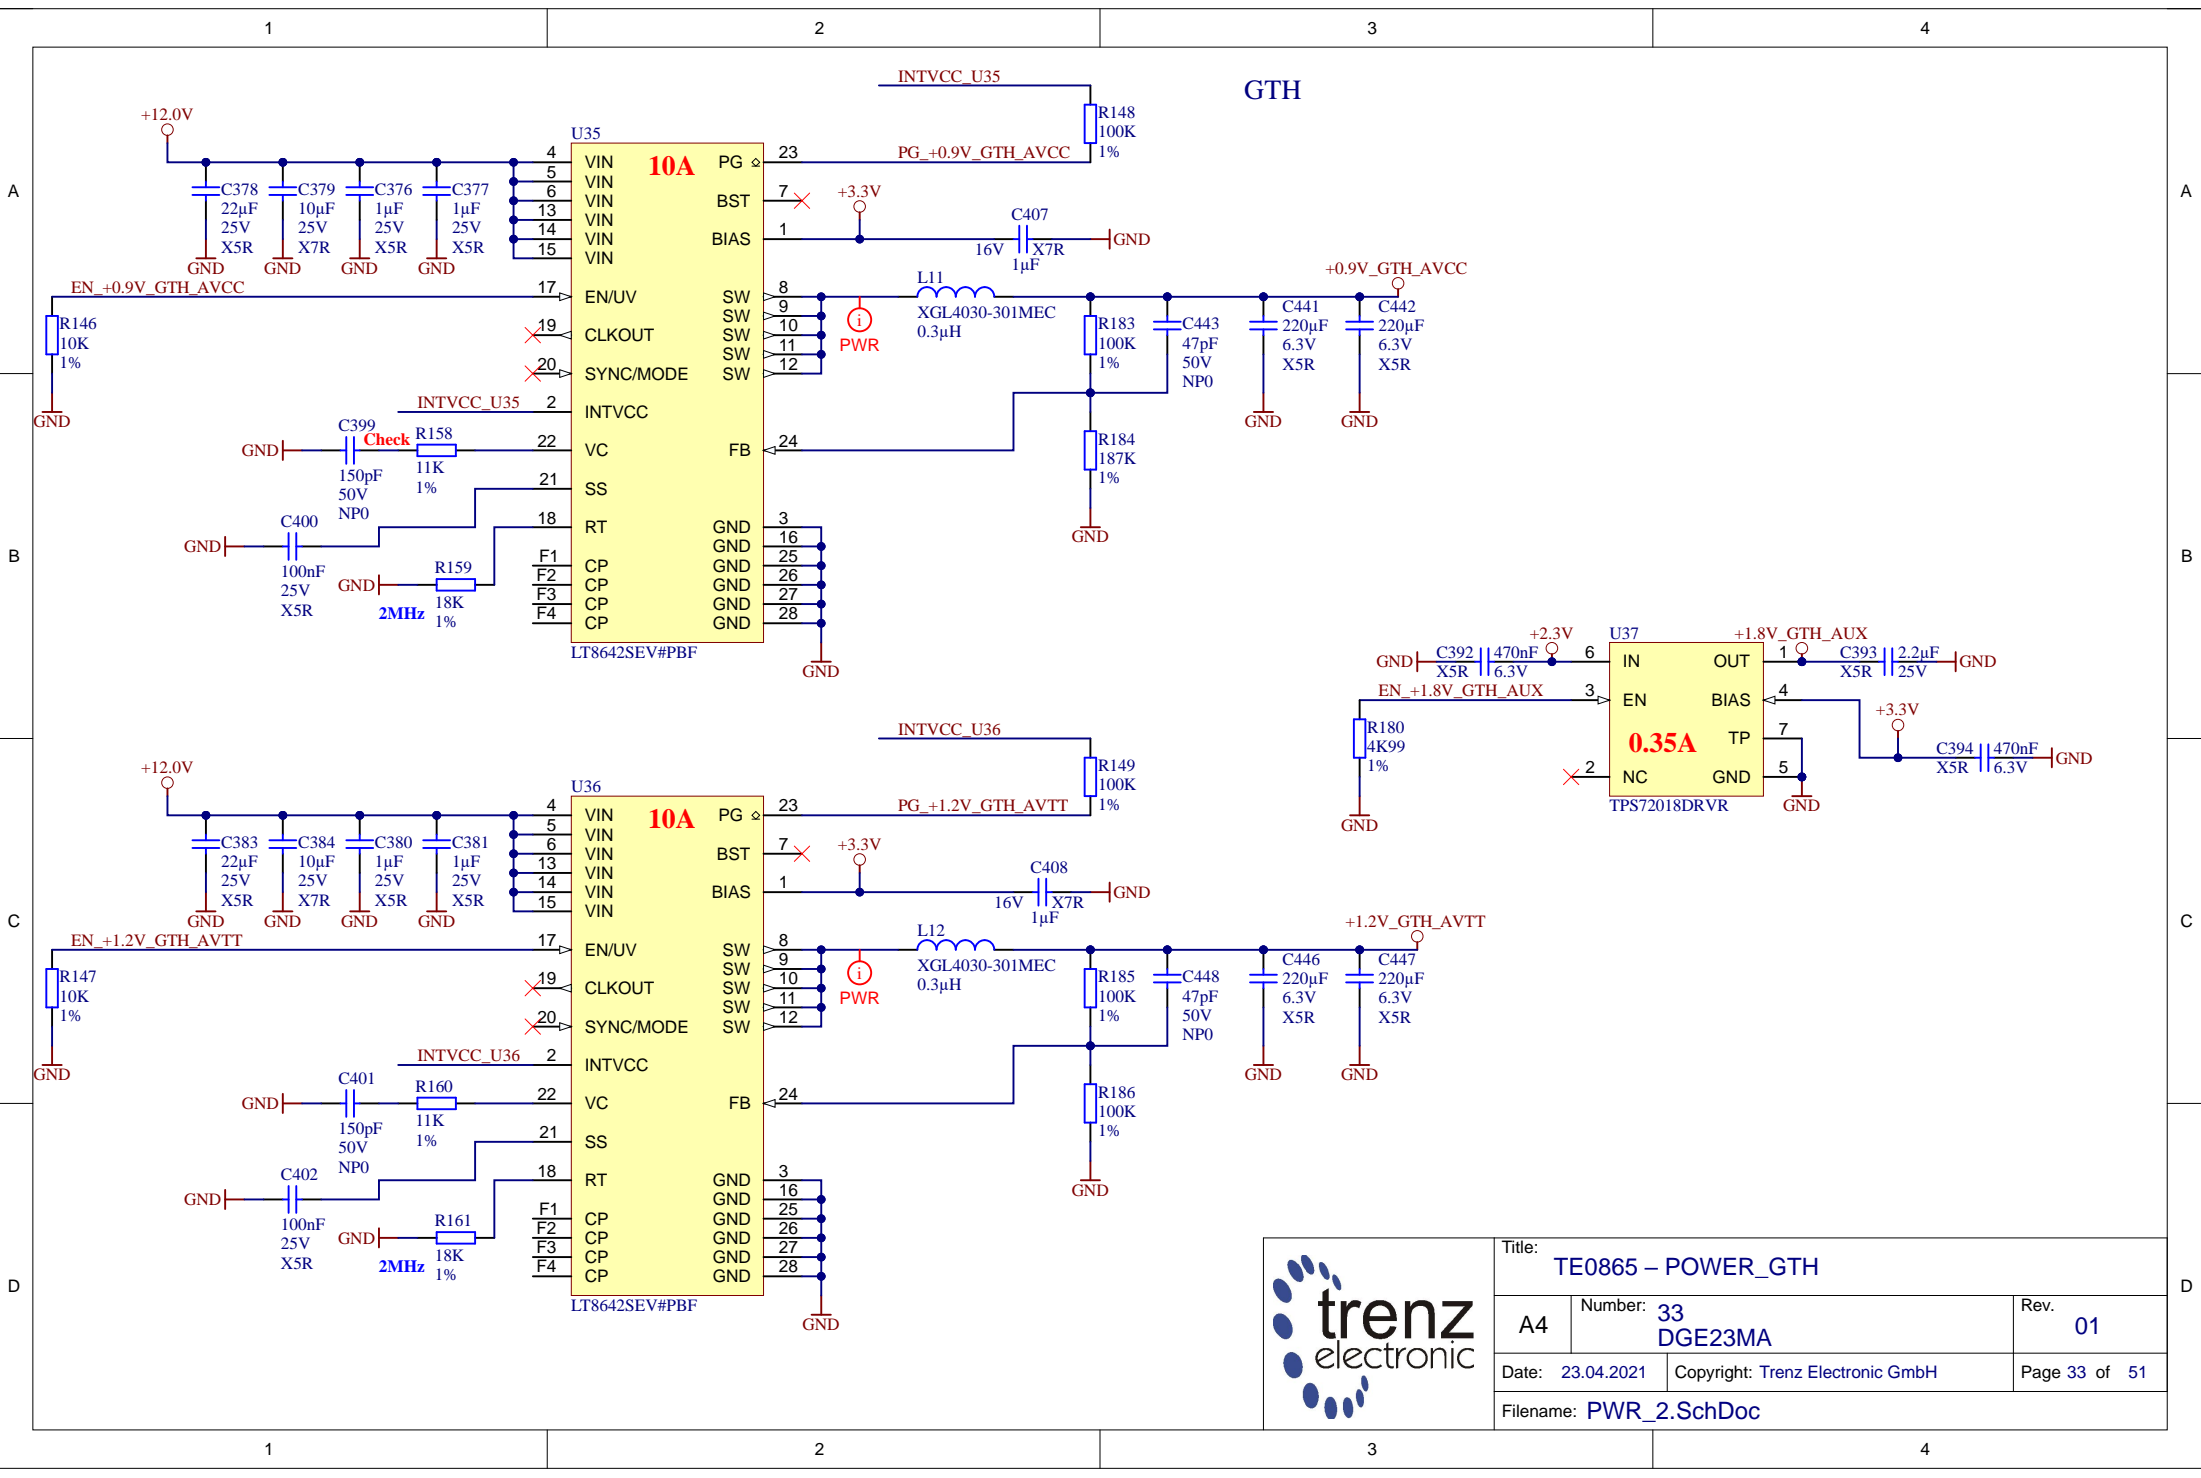 1 2 3 4
A
B
C
D
A
B
C
D
GTH
INTVCC_U35
R148
100K
1%
+12.0V
U35
10A
C378
22µF
25V
X5R
GND
C379
10µF
25V
X7R
GND
C376
1µF
25V
X5R
GND
C377
1µF
25V
X5R
GND
4 VIN
5 VIN
6 VIN
13 VIN
14 VIN
15 VIN
EN_+0.9V_GTH_AVCC
17 EN/UV
R146
10K
1%
GND
19 CLKOUT
20 SYNC/MODE
INTVCC_U35 2 INTVCC
GND
C399
150pF
50V
NP0
Check
R158
11K
1%
22 VC
21 SS
GND
C400
100nF
25V
X5R
18 RT
GND
R159
18K
1%
2MHz
F1 CP
F2 CP
F3 CP
F4 CP
LT8642SEV#PBF
PG 23 PG_+0.9V_GTH_AVCC
BST 7
BIAS 1
+3.3V
C407
16V X7R
1µF
GND
SW 8
SW 9
SW 10
SW 11
SW 12
i
PWR
L11
XGL4030-301MEC
0.3µH
+0.9V_GTH_AVCC
R183
100K
1%
C443
47pF
50V
NP0
C441
220µF
6.3V
X5R
GND
C442
220µF
6.3V
X5R
GND
FB 24
R184
187K
1%
GND
GND 3
GND 16
GND 25
GND 26
GND 27
GND 28
GND
+2.3V
U37
+1.8V_GTH_AUX
GND
C392 470nF
X5R 6.3V
6 IN
OUT 1
C393 2.2µF
X5R 25V
GND
EN_+1.8V_GTH_AUX
3 EN
BIAS 4
+3.3V
R180
4K99
1%
GND
0.35A
TP 7
C394 470nF
X5R 6.3V
GND
2 NC
GND 5
TPS72018DRVR
GND
INTVCC_U36
R149
100K
1%
+12.0V
U36
10A
C383
22µF
25V
X5R
GND
C384
10µF
25V
X7R
GND
C380
1µF
25V
X5R
GND
C381
1µF
25V
X5R
GND
4 VIN
5 VIN
6 VIN
13 VIN
14 VIN
15 VIN
EN_+1.2V_GTH_AVTT
17 EN/UV
R147
10K
1%
GND
19 CLKOUT
20 SYNC/MODE
INTVCC_U36 2 INTVCC
GND
C401
150pF
50V
NP0
R160
11K
1%
22 VC
21 SS
GND
C402
100nF
25V
X5R
18 RT
GND
R161
18K
1%
2MHz
F1 CP
F2 CP
F3 CP
F4 CP
LT8642SEV#PBF
PG 23 PG_+1.2V_GTH_AVTT
BST 7
BIAS 1
+3.3V
C408
16V X7R
1µF
GND
SW 8
SW 9
SW 10
SW 11
SW 12
i
PWR
L12
XGL4030-301MEC
0.3µH
+1.2V_GTH_AVTT
R185
100K
1%
C448
47pF
50V
NP0
C446
220µF
6.3V
X5R
GND
C447
220µF
6.3V
X5R
GND
FB 24
R186
100K
1%
GND
GND 3
GND 16
GND 25
GND 26
GND 27
GND 28
GND
trenz
electronic
Title:
TE0865 – POWER_GTH
A4
Number: 33
DGE23MA
Rev.
01
Date: 23.04.2021
Copyright: Trenz Electronic GmbH
Page 33 of 51
Filename: PWR_2.SchDoc
1 2 3 4